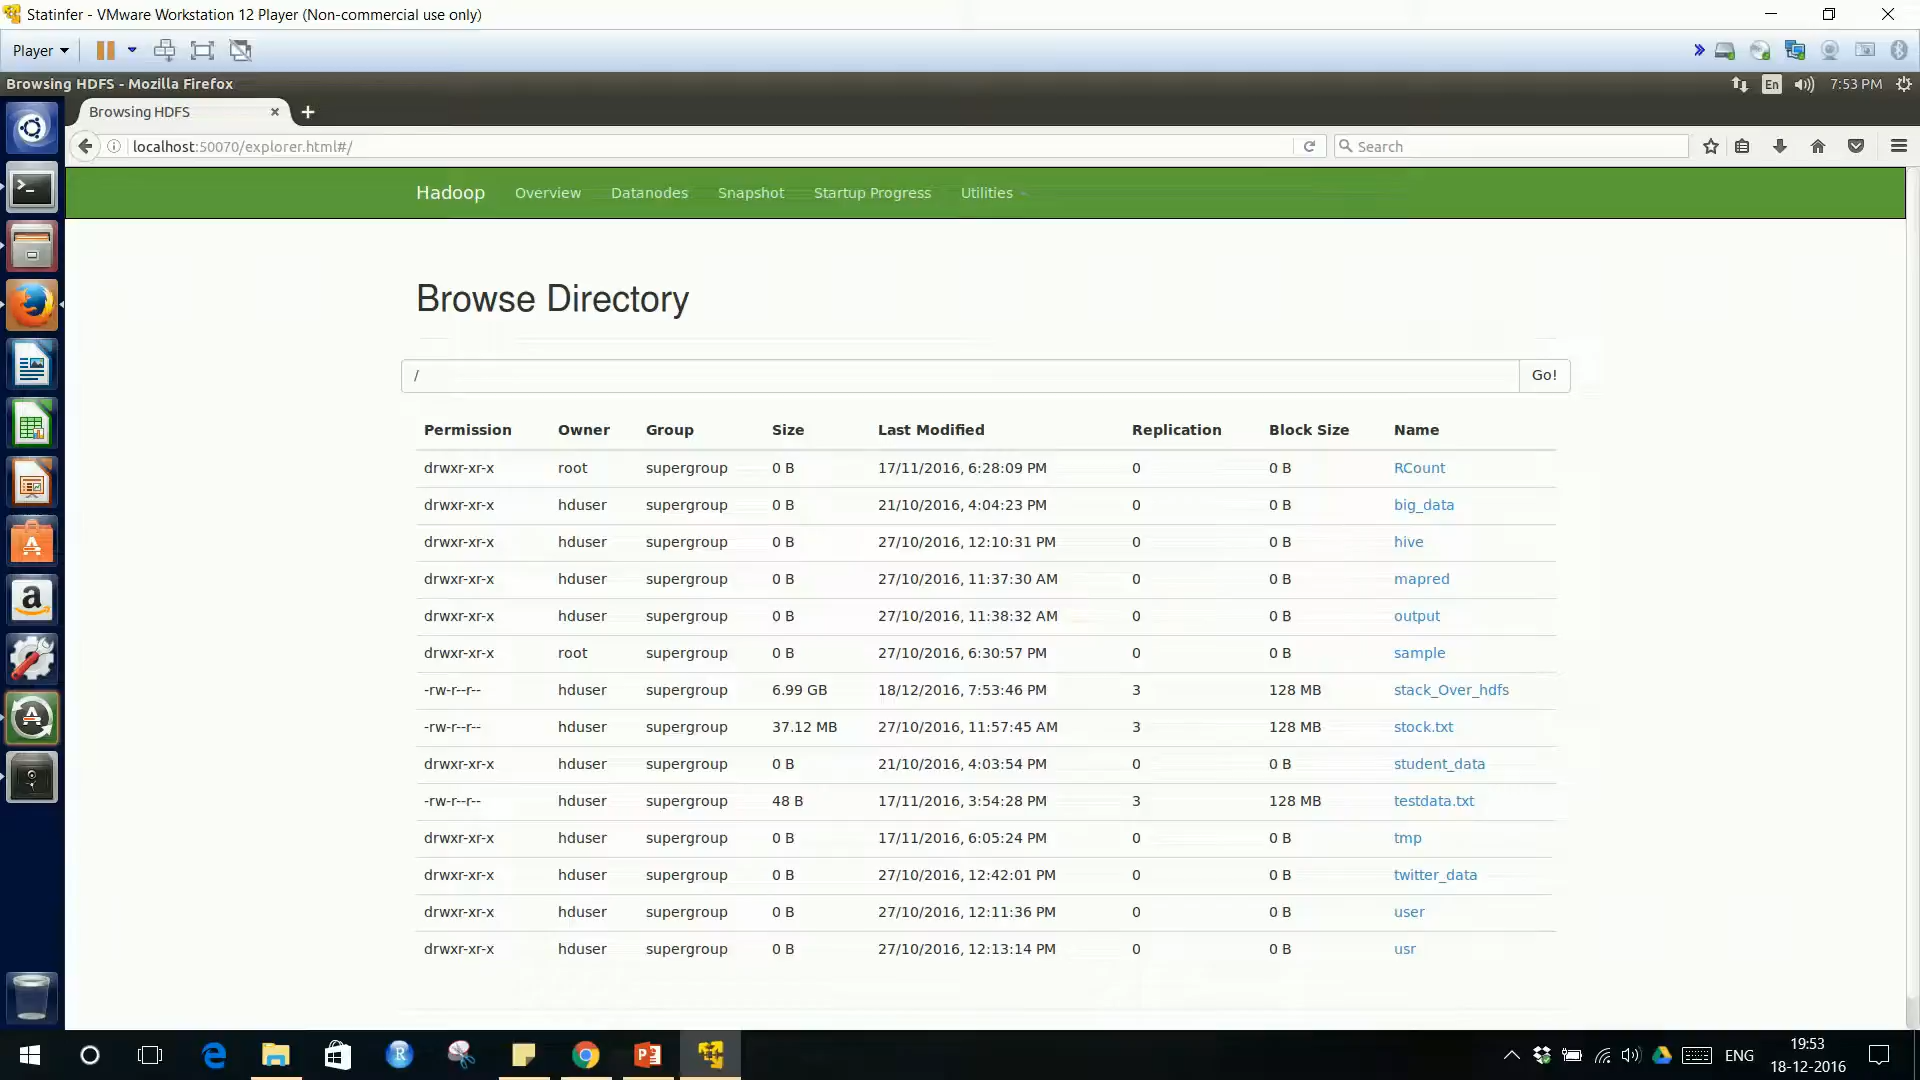 Statinfer - VMware Workstation 12 Player (Non-commercial use only)
Player
Browsing HDFS - Mozilla Firefox
En 7:53 PM
Browsing HDFS
localhost:50070/explorer.html#/
Search
Hadoop Overview Datanodes Snapshot Startup Progress Utilities
Browse Directory
/ Go!
Permission Owner Group Size Last Modified Replication Block Size Name
drwxr-xr-x root supergroup 0 B 17/11/2016, 6:28:09 PM 0 0 B RCount
drwxr-xr-x hduser supergroup 0 B 21/10/2016, 4:04:23 PM 0 0 B big_data
drwxr-xr-x hduser supergroup 0 B 27/10/2016, 12:10:31 PM 0 0 B hive
drwxr-xr-x hduser supergroup 0 B 27/10/2016, 11:37:30 AM 0 0 B mapred
drwxr-xr-x hduser supergroup 0 B 27/10/2016, 11:38:32 AM 0 0 B output
drwxr-xr-x root supergroup 0 B 27/10/2016, 6:30:57 PM 0 0 B sample
-rw-r--r-- hduser supergroup 6.99 GB 18/12/2016, 7:53:46 PM 3 128 MB stack_Over_hdfs
-rw-r--r-- hduser supergroup 37.12 MB 27/10/2016, 11:57:45 AM 3 128 MB stock.txt
drwxr-xr-x hduser supergroup 0 B 21/10/2016, 4:03:54 PM 0 0 B student_data
-rw-r--r-- hduser supergroup 48 B 17/11/2016, 3:54:28 PM 3 128 MB testdata.txt
drwxr-xr-x hduser supergroup 0 B 17/11/2016, 6:05:24 PM 0 0 B tmp
drwxr-xr-x hduser supergroup 0 B 27/10/2016, 12:42:01 PM 0 0 B twitter_data
drwxr-xr-x hduser supergroup 0 B 27/10/2016, 12:11:36 PM 0 0 B user
drwxr-xr-x hduser supergroup 0 B 27/10/2016, 12:13:14 PM 0 0 B usr
ENG
19:53
18-12-2016